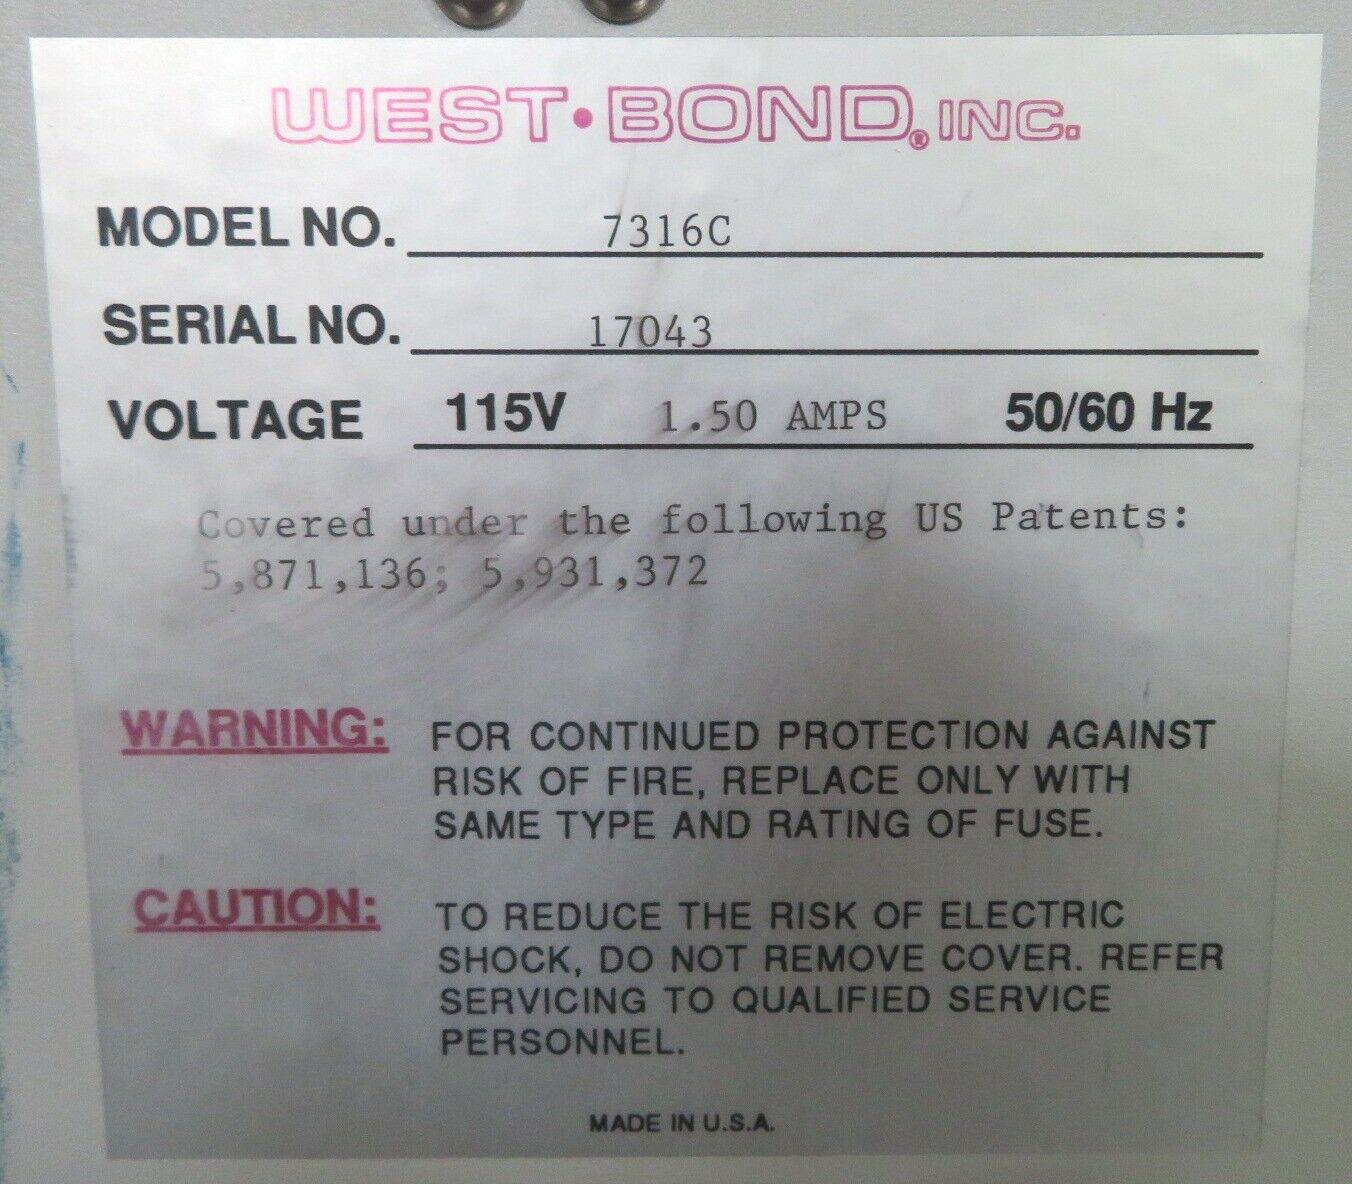 WEST·BOND® INC.
MODEL NO. 7316C
SERIAL NO. 17043
VOLTAGE 115V 1.50 AMPS 50/60 Hz
Covered under the following US Patents:
5,871,136; 5,931,372
WARNING: FOR CONTINUED PROTECTION AGAINST
RISK OF FIRE, REPLACE ONLY WITH
SAME TYPE AND RATING OF FUSE.
CAUTION: TO REDUCE THE RISK OF ELECTRIC
SHOCK, DO NOT REMOVE COVER. REFER
SERVICING TO QUALIFIED SERVICE
PERSONNEL.
MADE IN U.S.A.